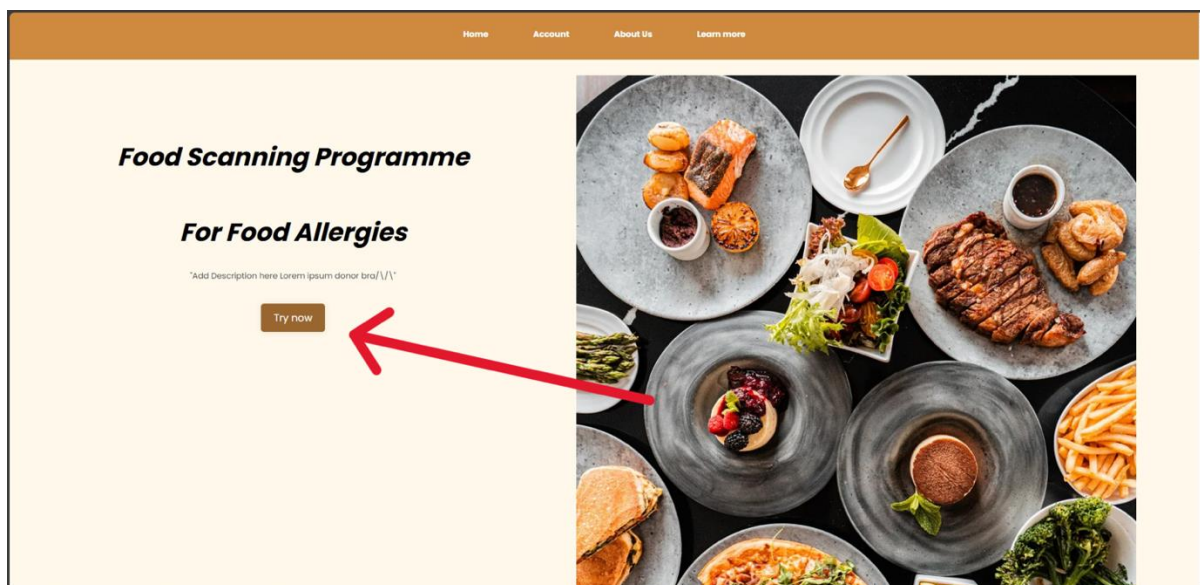 Home Account About Us Learn more
Food Scanning Programme
For Food Allergies
"Add Description here Lorem ipsum donor bra/\/\"
Try now